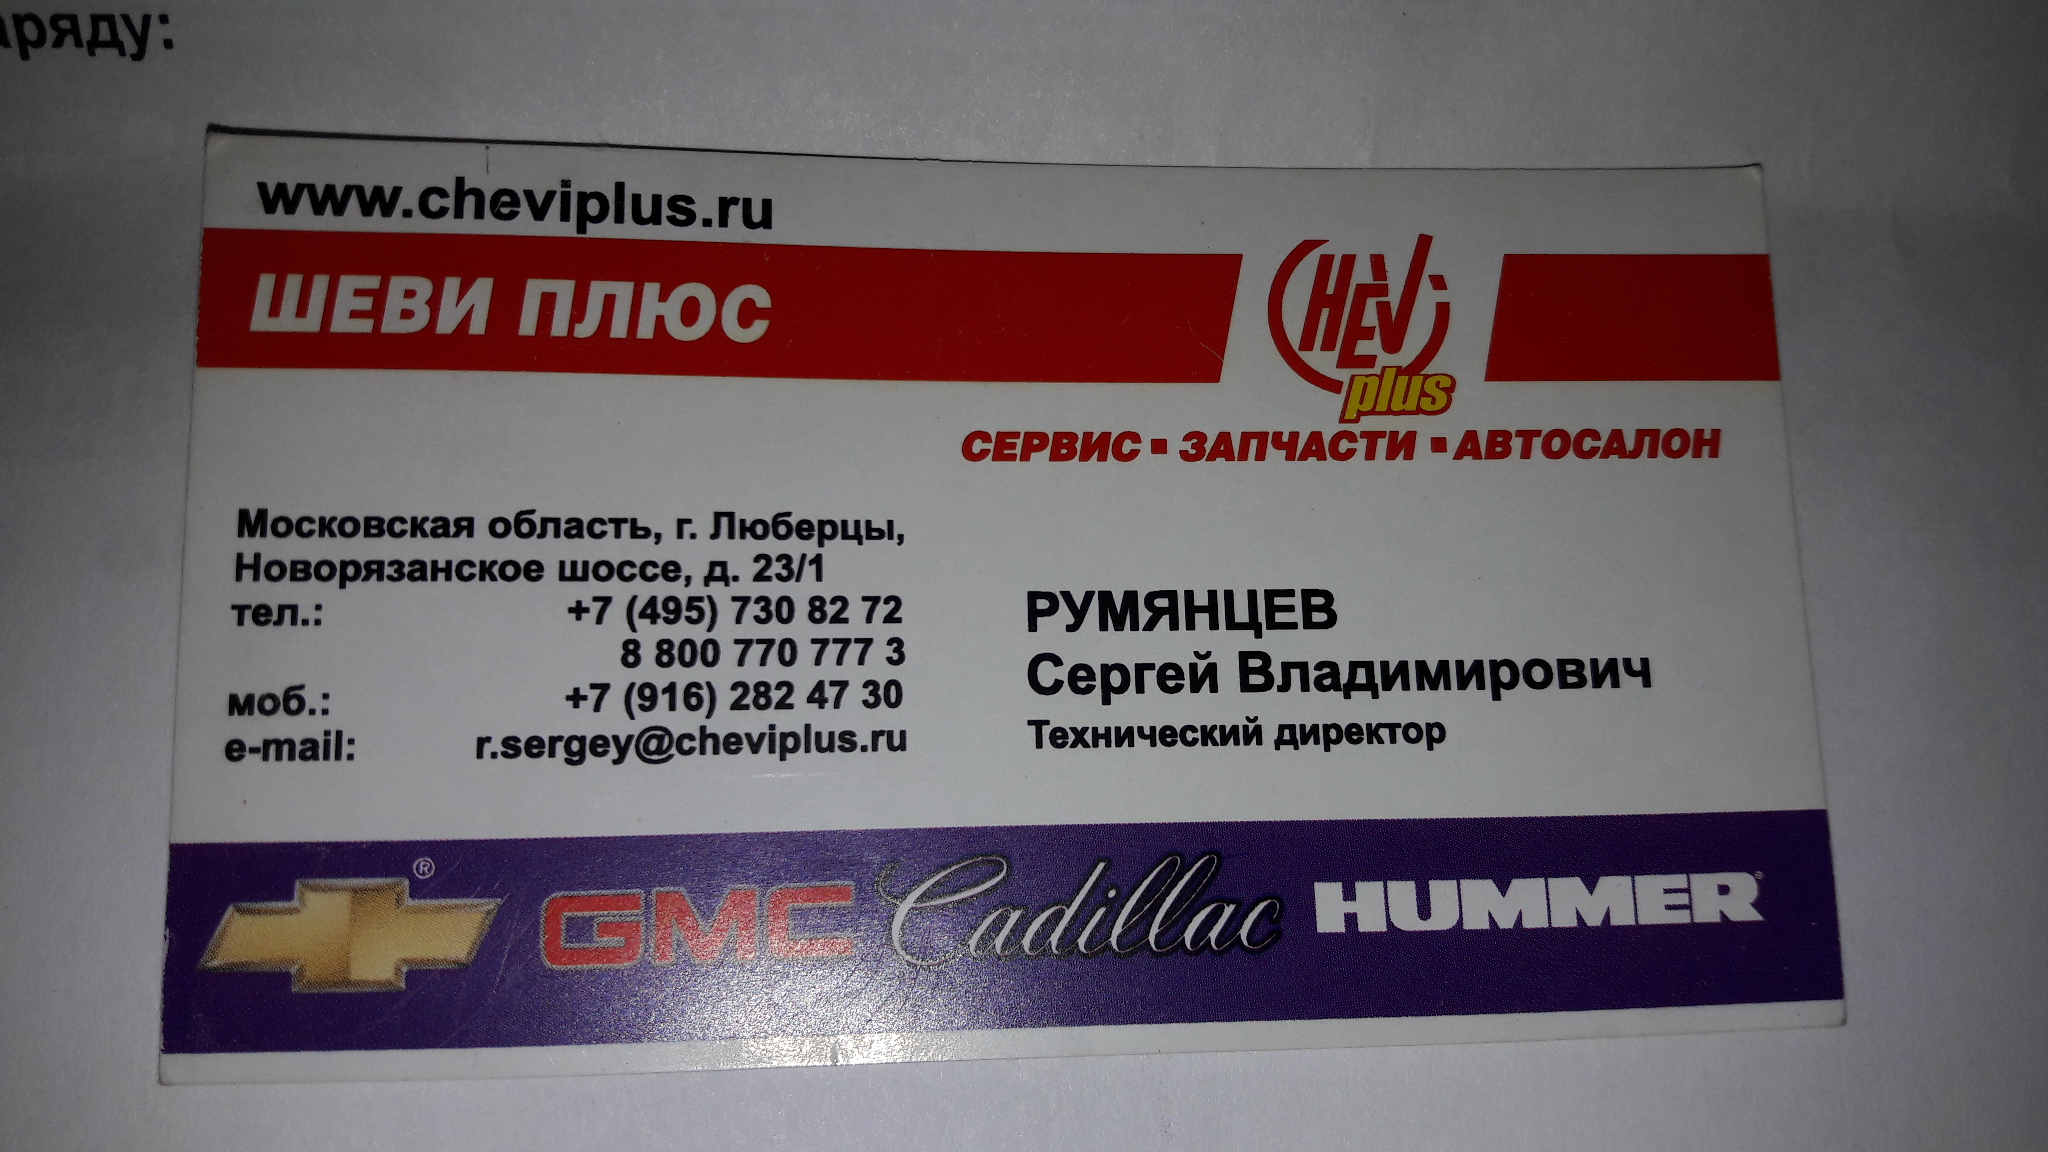 аряду:
www.cheviplus.ru
ШЕВИ ПЛЮС
CHEVi
plus
СЕРВИС ▪ ЗАПЧАСТИ ▪ АВТОСАЛОН
Московская область, г. Люберцы,
Новорязанское шоссе, д. 23/1
тел.: +7 (495) 730 82 72
8 800 770 777 3
моб.: +7 (916) 282 47 30
e-mail: r.sergey@cheviplus.ru
РУМЯНЦЕВ
Сергей Владимирович
Технический директор
® GMC Cadillac HUMMER